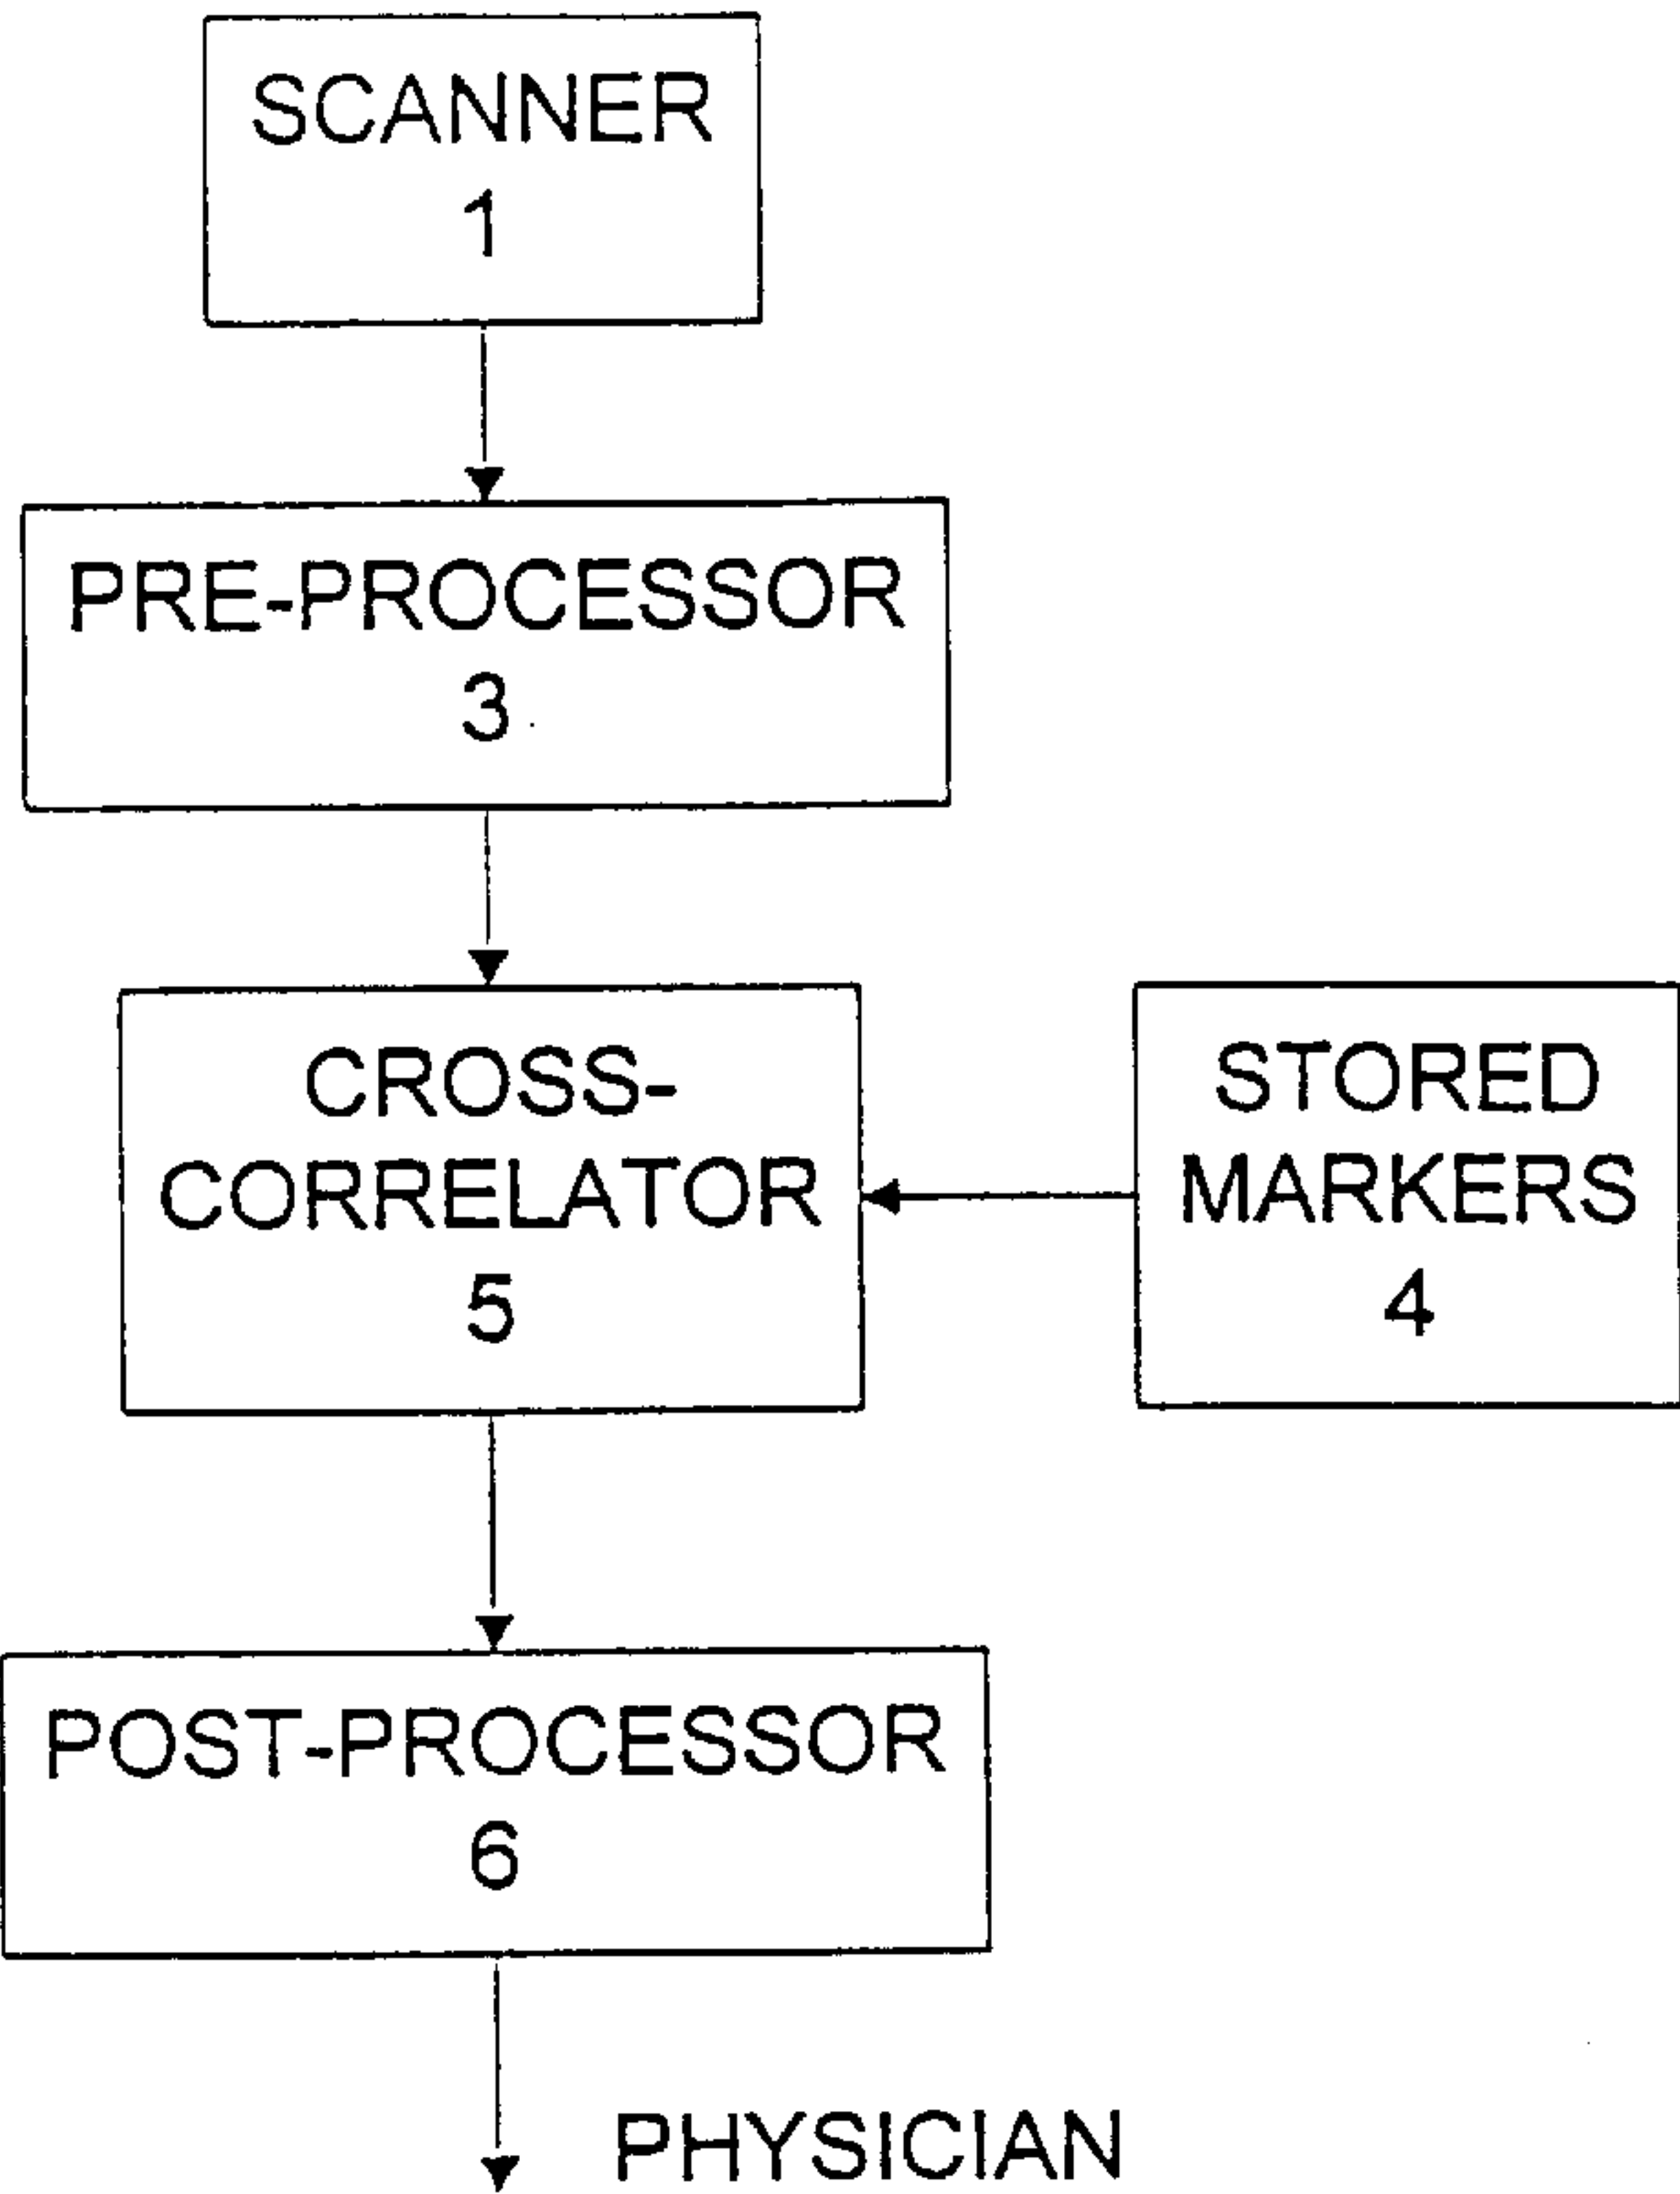 SCANNER
1
PRE-PROCESSOR
3
CROSS-
CORRELATOR
5
STORED
MARKERS
4
POST-PROCESSOR
6
PHYSICIAN